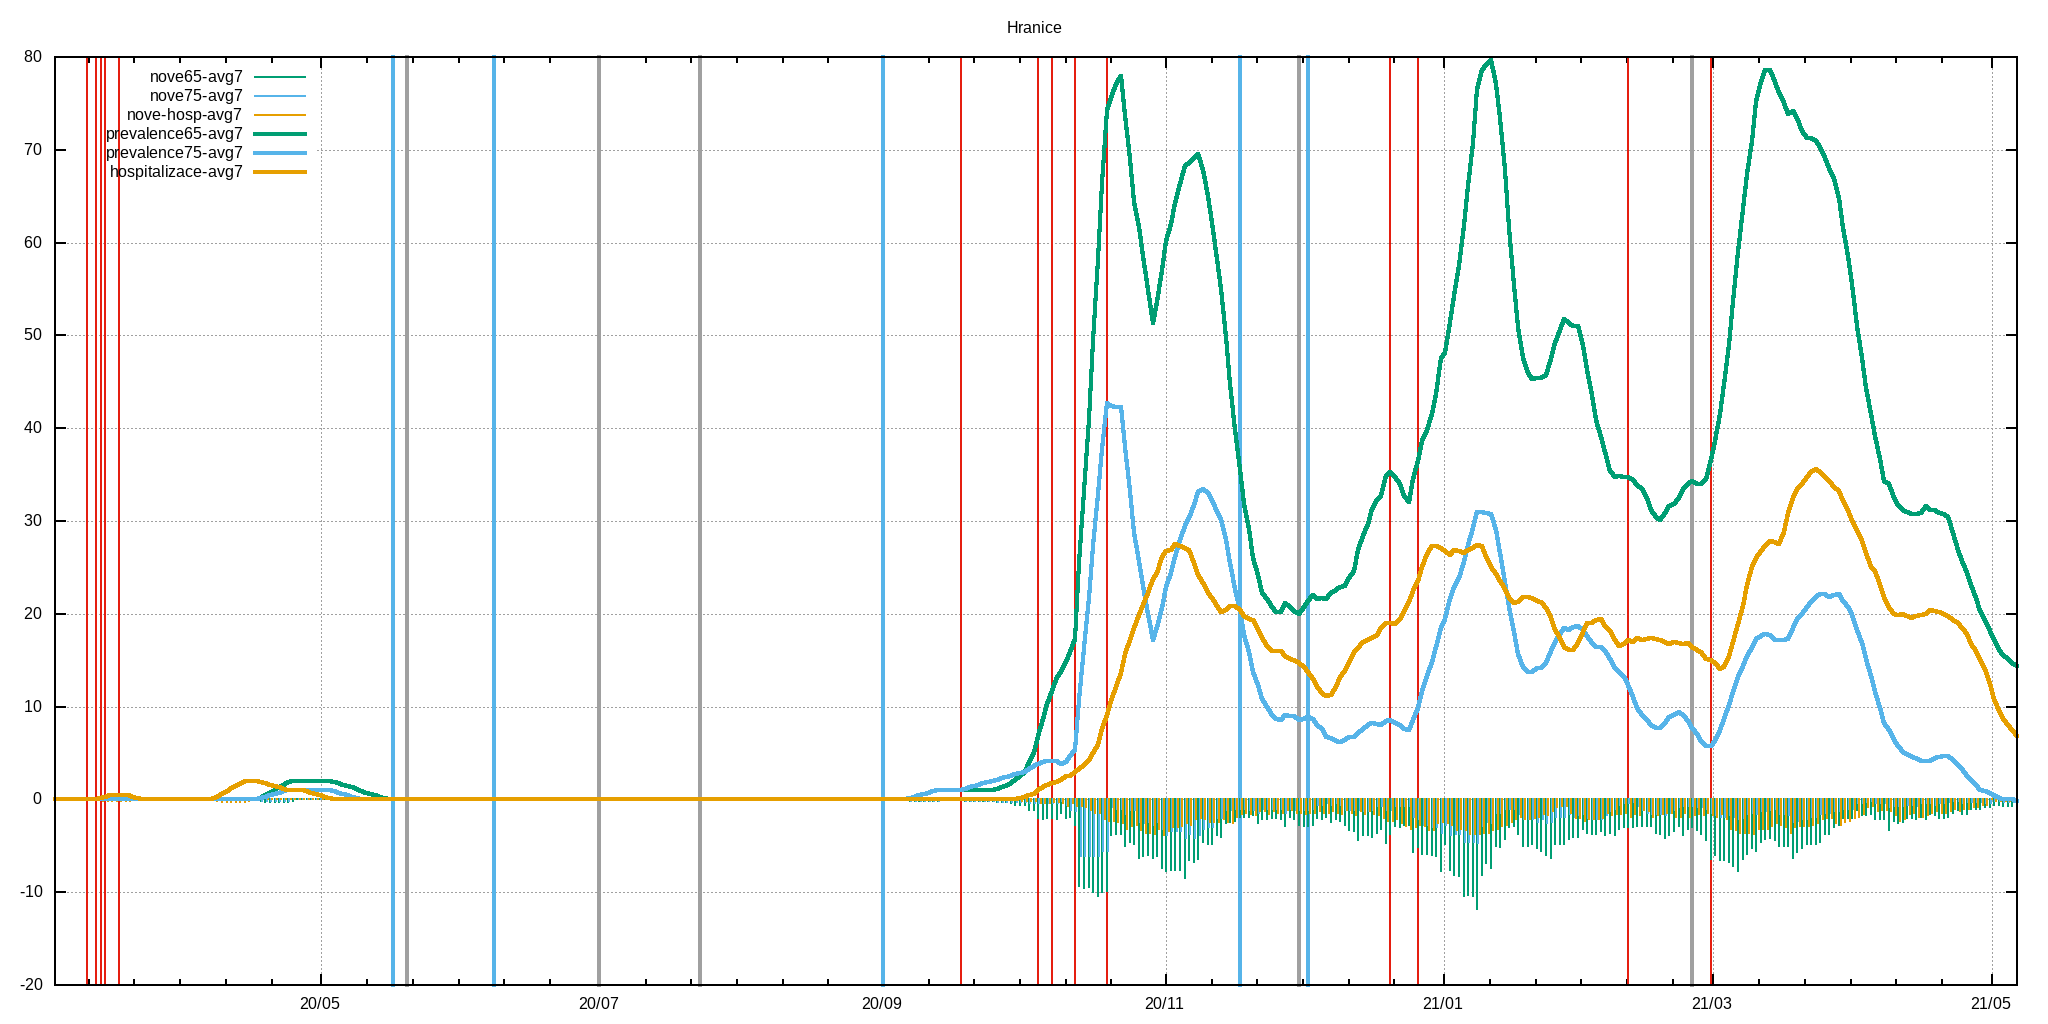 Hranice
nove65-avg7
nove75-avg7
nove-hosp-avg7
prevalence65-avg7
prevalence75-avg7
hospitalizace-avg7
80
70
60
50
40
30
20
10
0
-10
-20
20/05 20/07 20/09 20/11 21/01 21/03 21/05